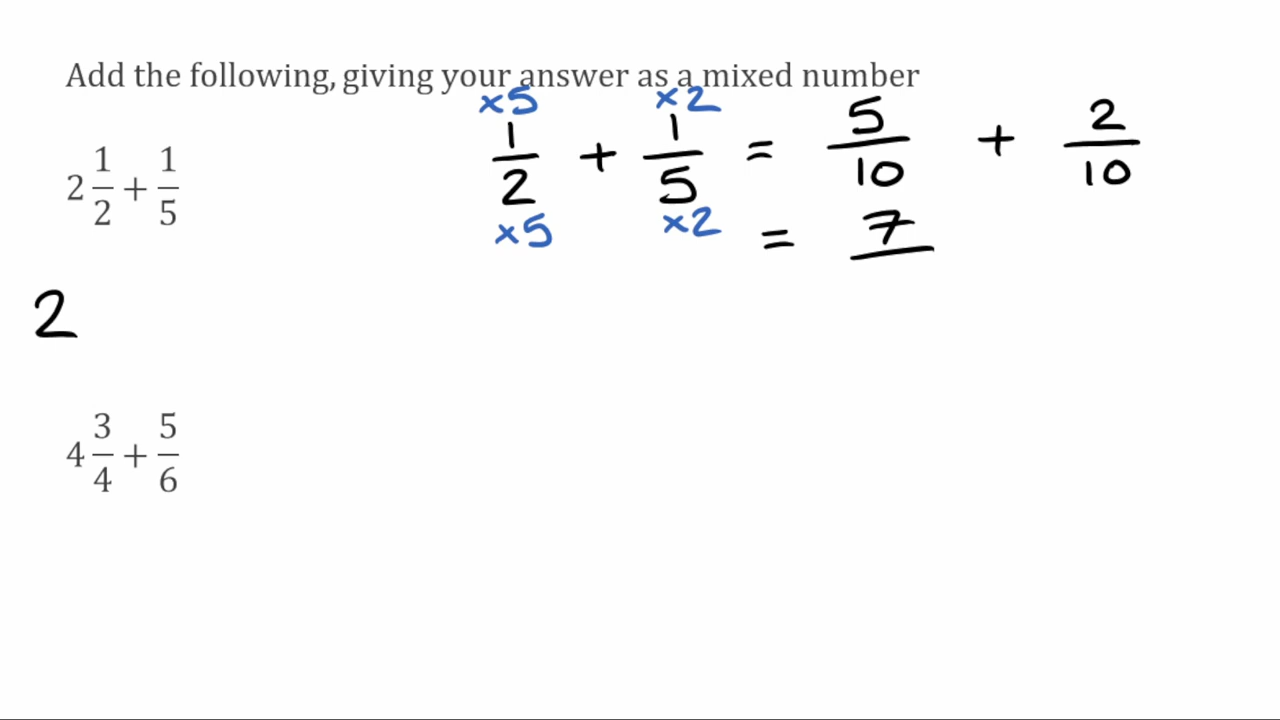 Add the following, giving your answer as a mixed number
×5 ×2
2 1/2 + 1/5
1/2 + 1/5 = 5/10 + 2/10
×5 ×2
= 7/
2
4 3/4 + 5/6